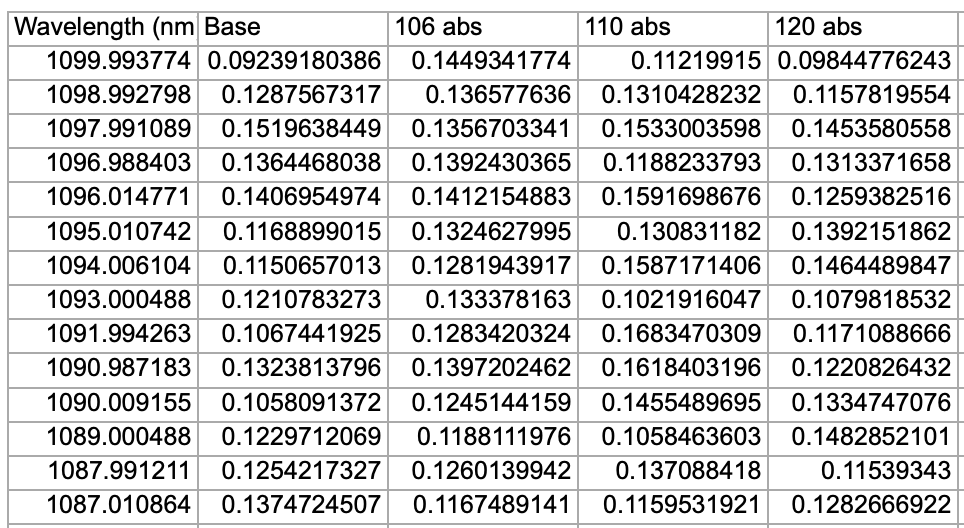 Wavelength (nm Base 106 abs 110 abs 120 abs
1099.993774 0.09239180386 0.1449341774 0.11219915 0.09844776243
1098.992798 0.1287567317 0.136577636 0.1310428232 0.1157819554
1097.991089 0.1519638449 0.1356703341 0.1533003598 0.1453580558
1096.988403 0.1364468038 0.1392430365 0.1188233793 0.1313371658
1096.014771 0.1406954974 0.1412154883 0.1591698676 0.1259382516
1095.010742 0.1168899015 0.1324627995 0.130831182 0.1392151862
1094.006104 0.1150657013 0.1281943917 0.1587171406 0.1464489847
1093.000488 0.1210783273 0.133378163 0.1021916047 0.1079818532
1091.994263 0.1067441925 0.1283420324 0.1683470309 0.1171088666
1090.987183 0.1323813796 0.1397202462 0.1618403196 0.1220826432
1090.009155 0.1058091372 0.1245144159 0.1455489695 0.1334747076
1089.000488 0.1229712069 0.1188111976 0.1058463603 0.1482852101
1087.991211 0.1254217327 0.1260139942 0.137088418 0.11539343
1087.010864 0.1374724507 0.1167489141 0.1159531921 0.1282666922